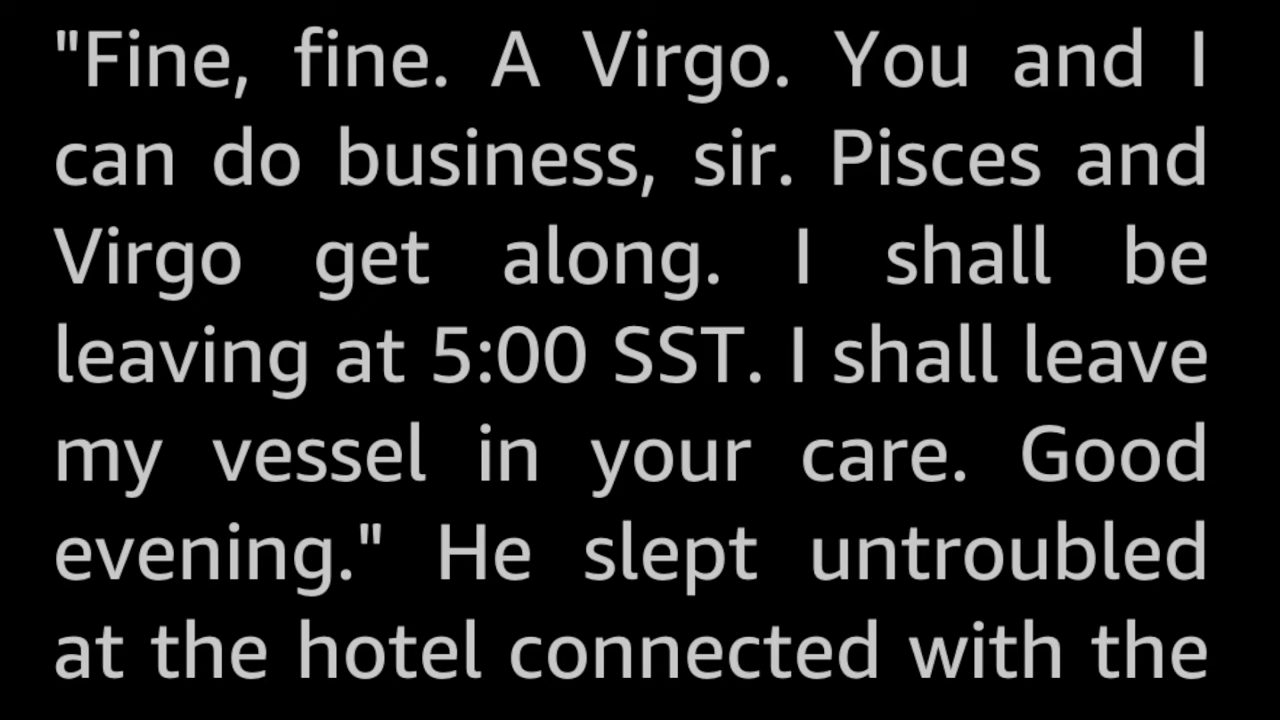 "Fine, fine. A Virgo. You and I
can do business, sir. Pisces and
Virgo get along. I shall be
leaving at 5:00 SST. I shall leave
my vessel in your care. Good
evening." He slept untroubled
at the hotel connected with the